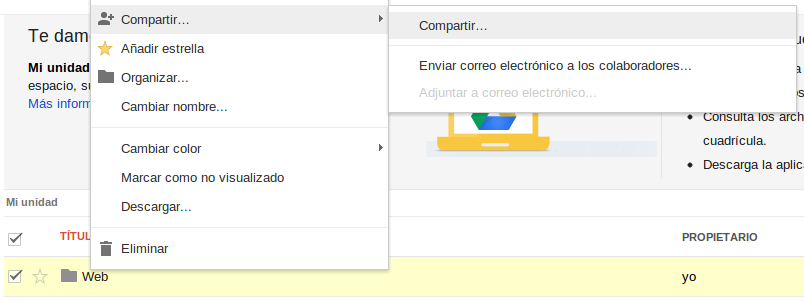 Compartir...
Añadir estrella
Organizar...
Cambiar nombre...
Cambiar color
Marcar como no visualizado
Descargar...
Eliminar
Compartir...
Enviar correo electrónico a los colaboradores...
Adjuntar a correo electrónico...
Te dam
Mi unidad
espacio, su
Más inform
Consulta los arch
cuadrícula.
Descarga la aplica
Mi unidad
TÍTUL
PROPIETARIO
Web
yo